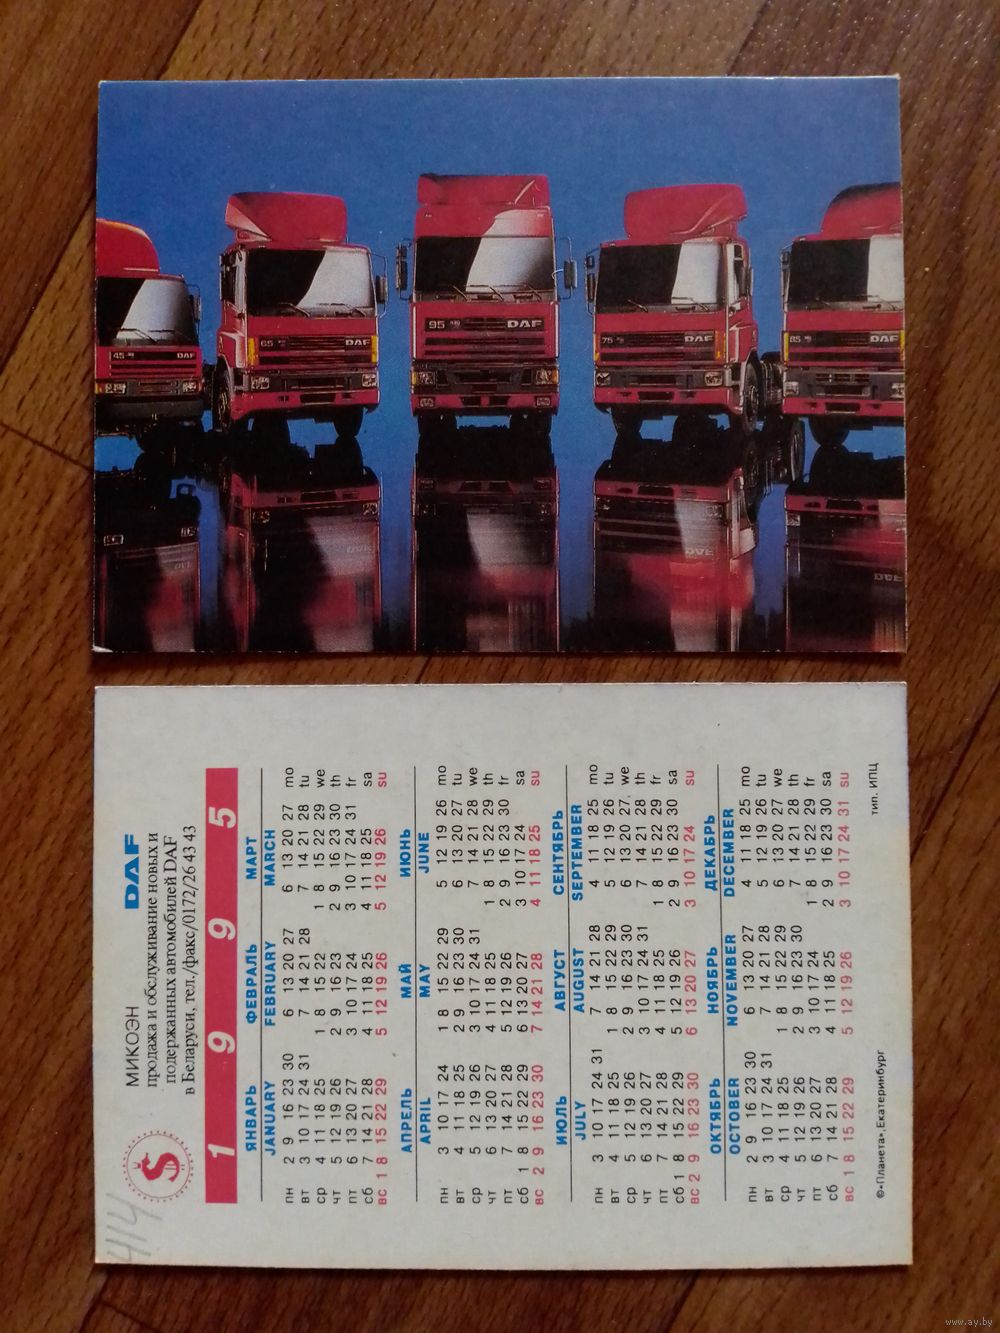 45 DAF
65 DAF
95 DAF
75 DAF
85 DAF
414
МИКОЭН DAF
продажа и обслуживание новых и
подержанных автомобилей DAF
в Беларуси, тел./факс/0172/26 43 43
1 9 9 5
ЯНВАРЬ ФЕВРАЛЬ МАРТ
JANUARY FEBRUARY MARCH
пн 2 9 16 23 30 6 13 20 27 6 13 20 27 mo
вт 3 10 17 24 31 7 14 21 28 7 14 21 28 tu
ср 4 11 18 25 1 8 15 22 1 8 15 22 29 we
чт 5 12 19 26 2 9 16 23 2 9 16 23 30 th
пт 6 13 20 27 3 10 17 24 3 10 17 24 31 fr
сб 7 14 21 28 4 11 18 25 4 11 18 25 sa
вс 1 8 15 22 29 5 12 19 26 5 12 19 26 su
АПРЕЛЬ МАЙ ИЮНЬ
APRIL MAY JUNE
пн 3 10 17 24 1 8 15 22 29 5 12 19 26 mo
вт 4 11 18 25 2 9 16 23 30 6 13 20 27 tu
ср 5 12 19 26 3 10 17 24 31 7 14 21 28 we
чт 6 13 20 27 4 11 18 25 1 8 15 22 29 th
пт 7 14 21 28 5 12 19 26 2 9 16 23 30 fr
сб 1 8 15 22 29 6 13 20 27 3 10 17 24 sa
вс 2 9 16 23 30 7 14 21 28 4 11 18 25 su
ИЮЛЬ АВГУСТ СЕНТЯБРЬ
JULY AUGUST SEPTEMBER
пн 3 10 17 24 31 7 14 21 28 4 11 18 25 mo
вт 4 11 18 25 1 8 15 22 29 5 12 19 26 tu
ср 5 12 19 26 2 9 16 23 30 6 13 20 27. we
чт 6 13 20 27 3 10 17 24 31 7 14 21 28 th
пт 7 14 21 28 4 11 18 25 1 8 15 22 29 fr
сб 1 8 15 22 29 5 12 19 26 2 9 16 23 30 sa
вс 2 9 16 23 30 6 13 20 27 3 10 17 24 su
ОКТЯБРЬ НОЯБРЬ ДЕКАБРЬ
OCTOBER NOVEMBER DECEMBER
пн 2 9 16 23 30 6 13 20 27 4 11 18 25 mo
вт 3 10 17 24 31 7 14 21 28 5 12 19 26 tu
ср 4 11 18 25 1 8 15 22 29 6 13 20 27 we
чт 5 12 19 26 2 9 16 23 30 7 14 21 28 th
пт 6 13 20 27 3 10 17 24 1 8 15 22 29 fr
сб 7 14 21 28 4 11 18 25 2 9 16 23 30 sa
вс 1 8 15 22 29 5 12 19 26 3 10 17 24 31 su
©«Планета», Екатеринбург тип. ИПЦ
www.ay.by